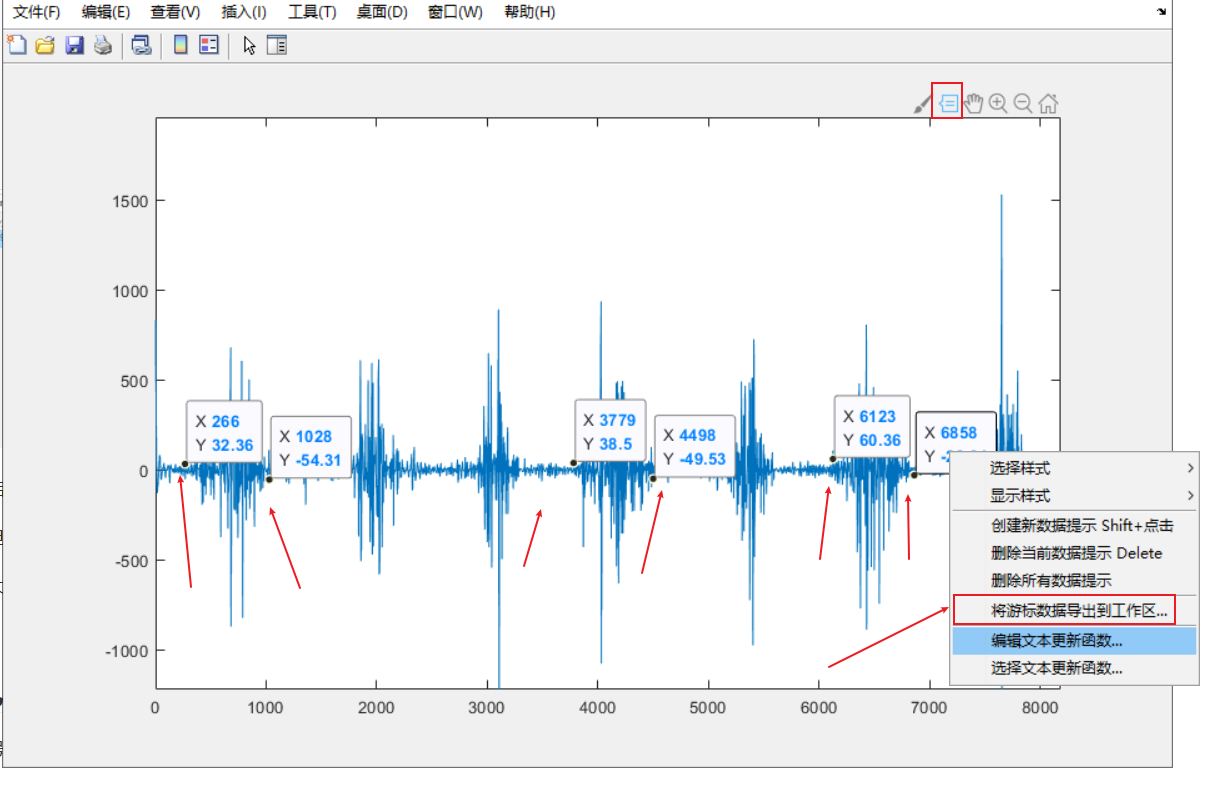 文件(F) 编辑(E) 查看(V) 插入(I) 工具(T) 桌面(D) 窗口(W) 帮助(H)
1500
1000
500
0
-500
-1000
X 266
Y 32.36
X 1028
Y -54.31
X 3779
Y 38.5
X 4498
Y -49.53
X 6123
Y 60.36
X 6858
选择样式
显示样式
创建新数据提示 Shift+点击
删除当前数据提示 Delete
删除所有数据提示
将游标数据导出到工作区...
编辑文本更新函数...
选择文本更新函数...
0 1000 2000 3000 4000 5000 6000 7000 8000